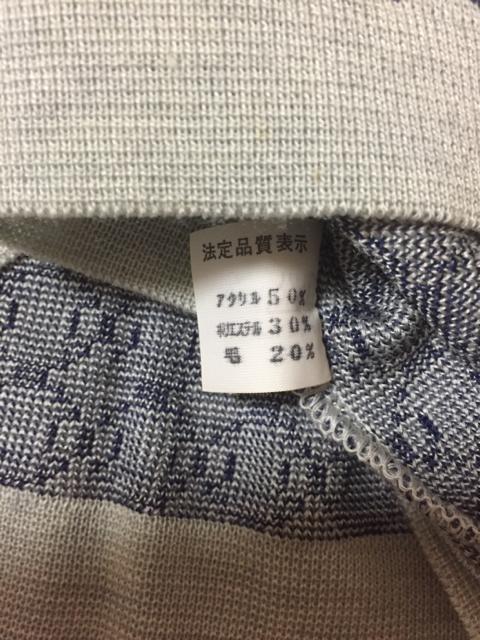 法定品質表示
アクリル 50%
ポリエステル 30%
毛 20%